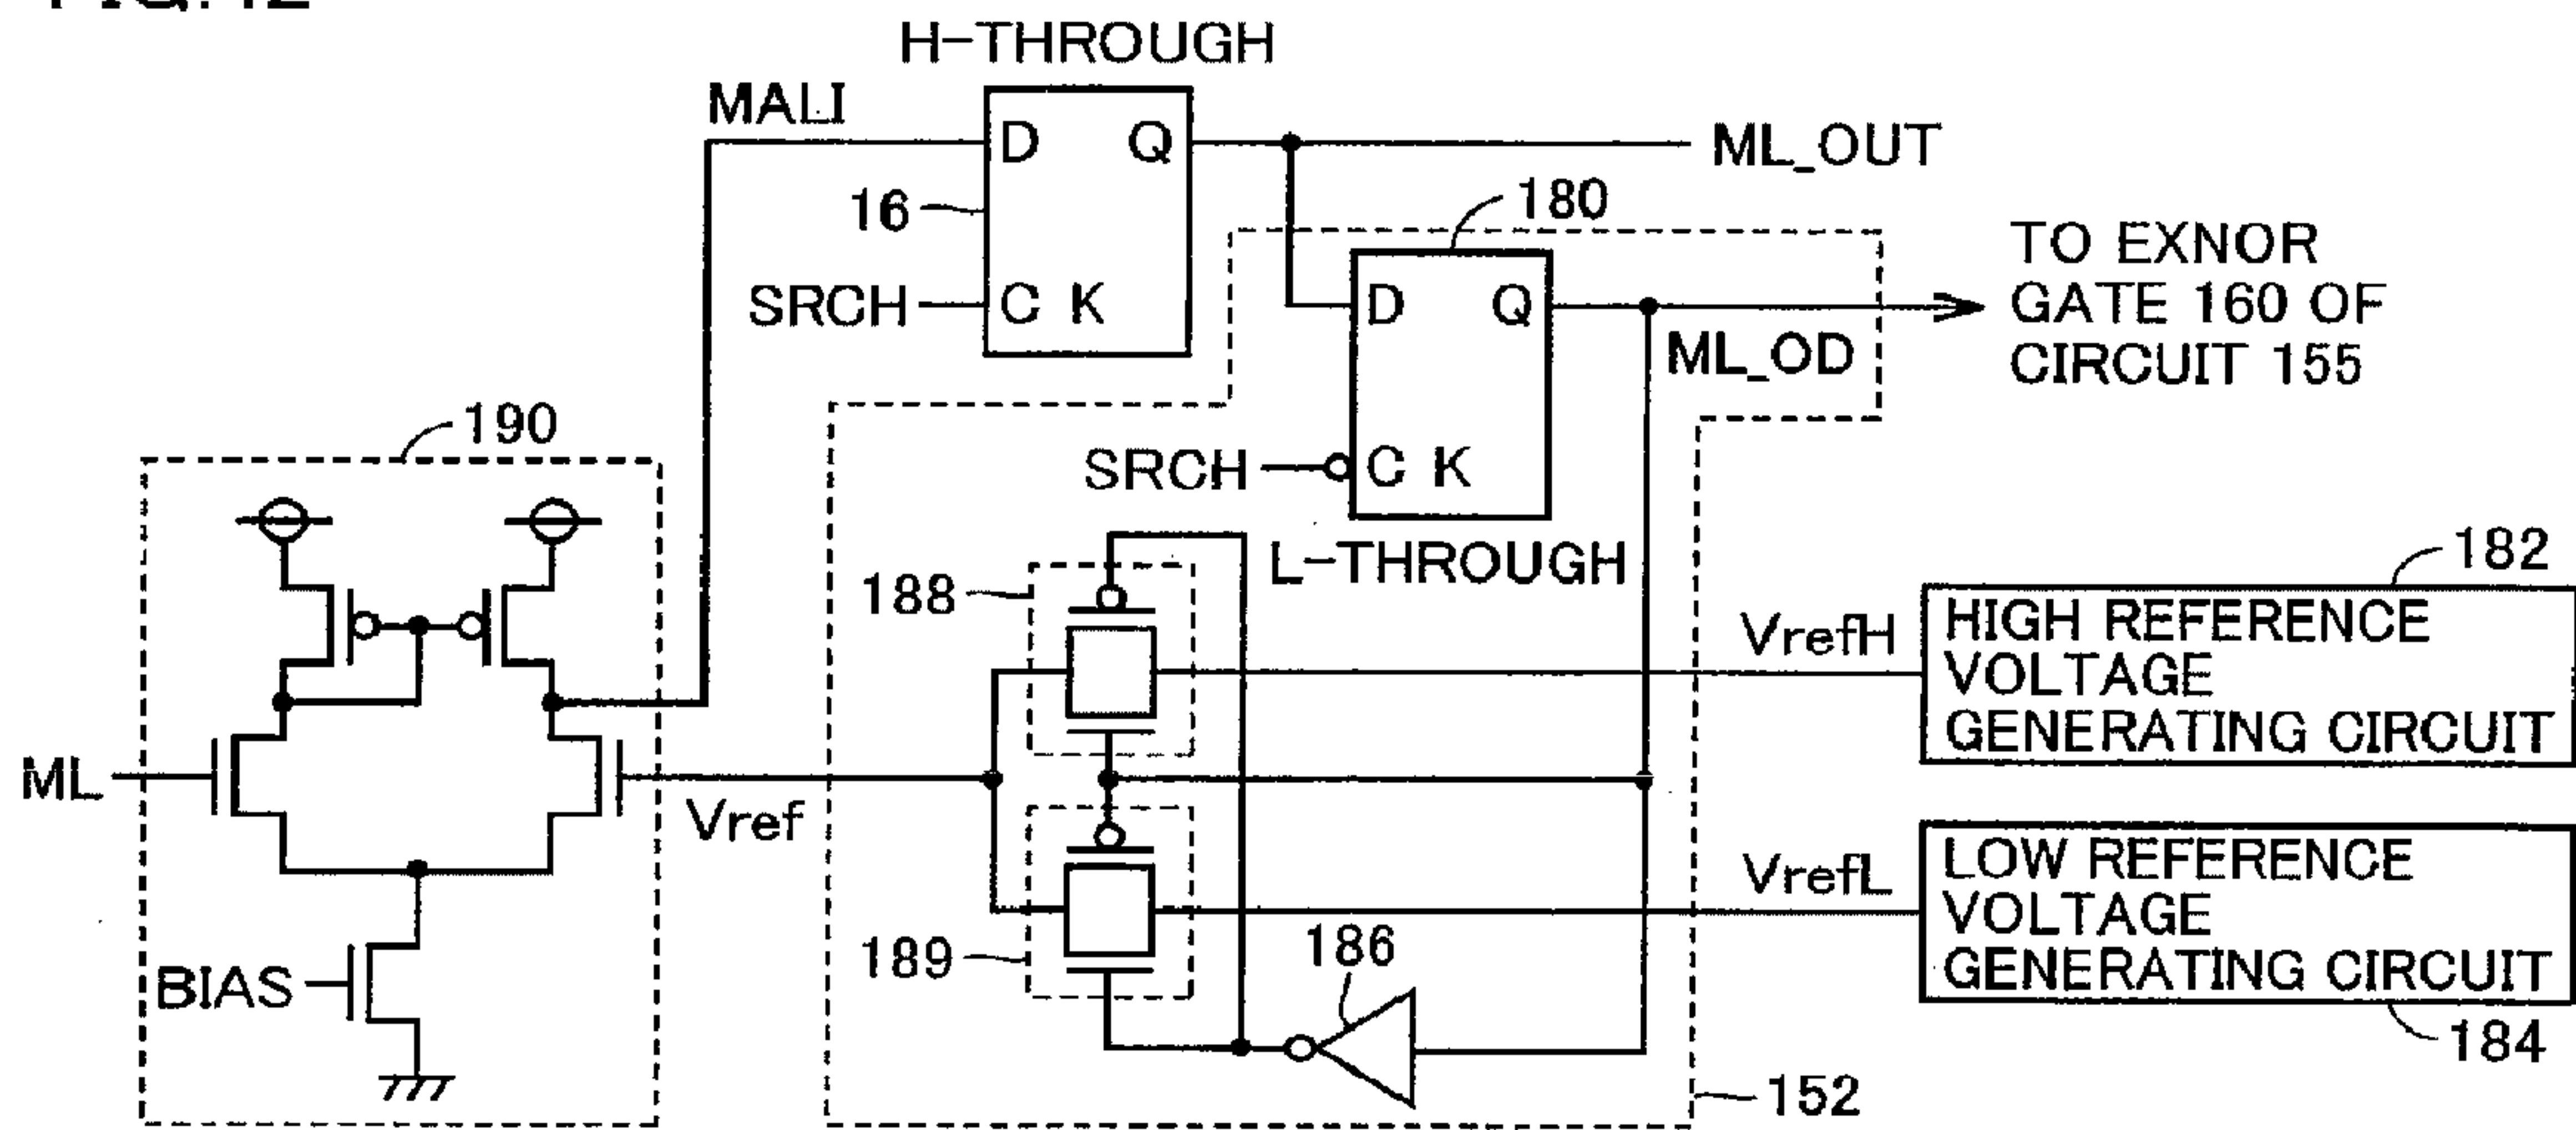 H-THROUGH
MALI
D Q
ML_OUT
16
180
SRCH
C K
TO EXNOR
GATE 160 OF
CIRCUIT 155
D Q
ML_OD
190
SRCH
C K
L-THROUGH
182
188
VrefH
HIGH REFERENCE
VOLTAGE
GENERATING CIRCUIT
ML
Vref
VrefL
LOW REFERENCE
VOLTAGE
GENERATING CIRCUIT
189
186
BIAS
184
152